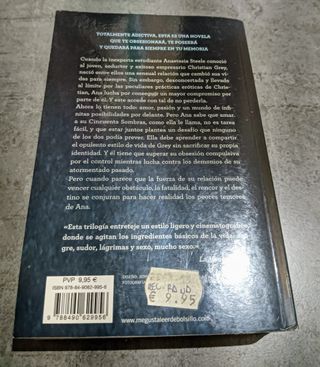 TOTALMENTE ADICTIVA, ESTA ES UNA NOVELA
QUE TE OBSESIONARÁ, TE POSEERÁ
Y QUEDARÁ PARA SIEMPRE EN TU MEMORIA
Cuando la inexperta estudiante Anastasia Steele conoció
al joven, seductor y exitoso empresario Christian Grey,
nació entre ellos una sensual relación que cambió sus vi-
das para siempre. Sin embargo, desconcertada y llevada
al límite por las peculiares prácticas eróticas de Chris-
tian, Ana lucha por conseguir un mayor compromiso por
parte de él. Y este accede con tal de no perderla.
Ahora lo tienen todo: amor, pasión y un mundo de infi-
nitas posibilidades por delante. Pero Ana sabe que amar
a su Cincuenta Sombras, como ella le llama, no es tarea
fácil, y que estar juntos plantea un desafío que ninguno
de los dos podía prever. Ella debe aprender a compartir
el opulento estilo de vida de Grey sin sacrificar su propia
identidad. Y él tiene que superar su obsesión compulsiva
por el control mientras lucha contra los demonios de su
atormentado pasado.
Pero cuando parece que la fuerza de su relación puede
vencer cualquier obstáculo, la fatalidad, el rencor y el des-
tino se conjuran para hacer realidad los peores temores
de Ana.
«Esta trilogía entreteje un estilo ligero y cinematográfico
donde se agitan los ingredientes básicos de la vida: san-
gre, sudor, lágrimas y sexo, mucho sexo.»
PVP 9,95 €
ISBN 978-84-9062-995-6
9 788490 629956
€ 9.95
www.megustaleerdebolsillo.com